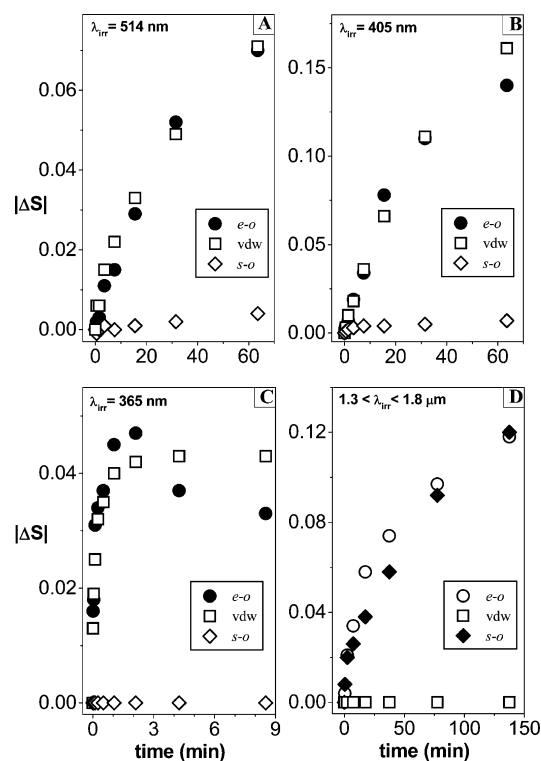 λirr= 514 nm
A
0.06
0.04
0.02
0.00
|ΔS|
0 20 40 60
e-o
vdw
s-o
λirr= 405 nm
B
0.15
0.10
0.05
0.00
0 20 40 60
e-o
vdw
s-o
λirr= 365 nm
C
0.04
0.02
0.00
|ΔS|
0 3 6 9
time (min)
e-o
vdw
s-o
1.3 < λirr< 1.8 µm
D
0.12
0.08
0.04
0.00
0 50 100 150
time (min)
e-o
vdw
s-o